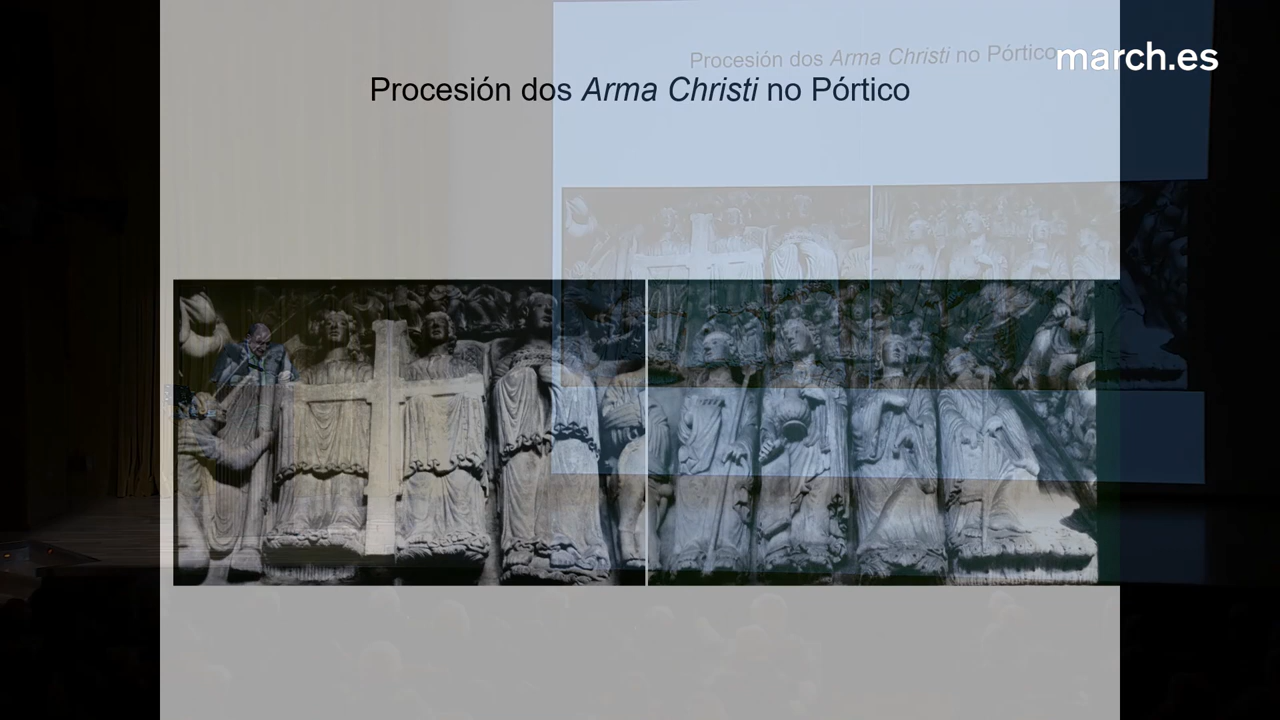 Procesión dos Arma Christi no Pórtico
march.es
Procesión dos Arma Christi no Pórtico